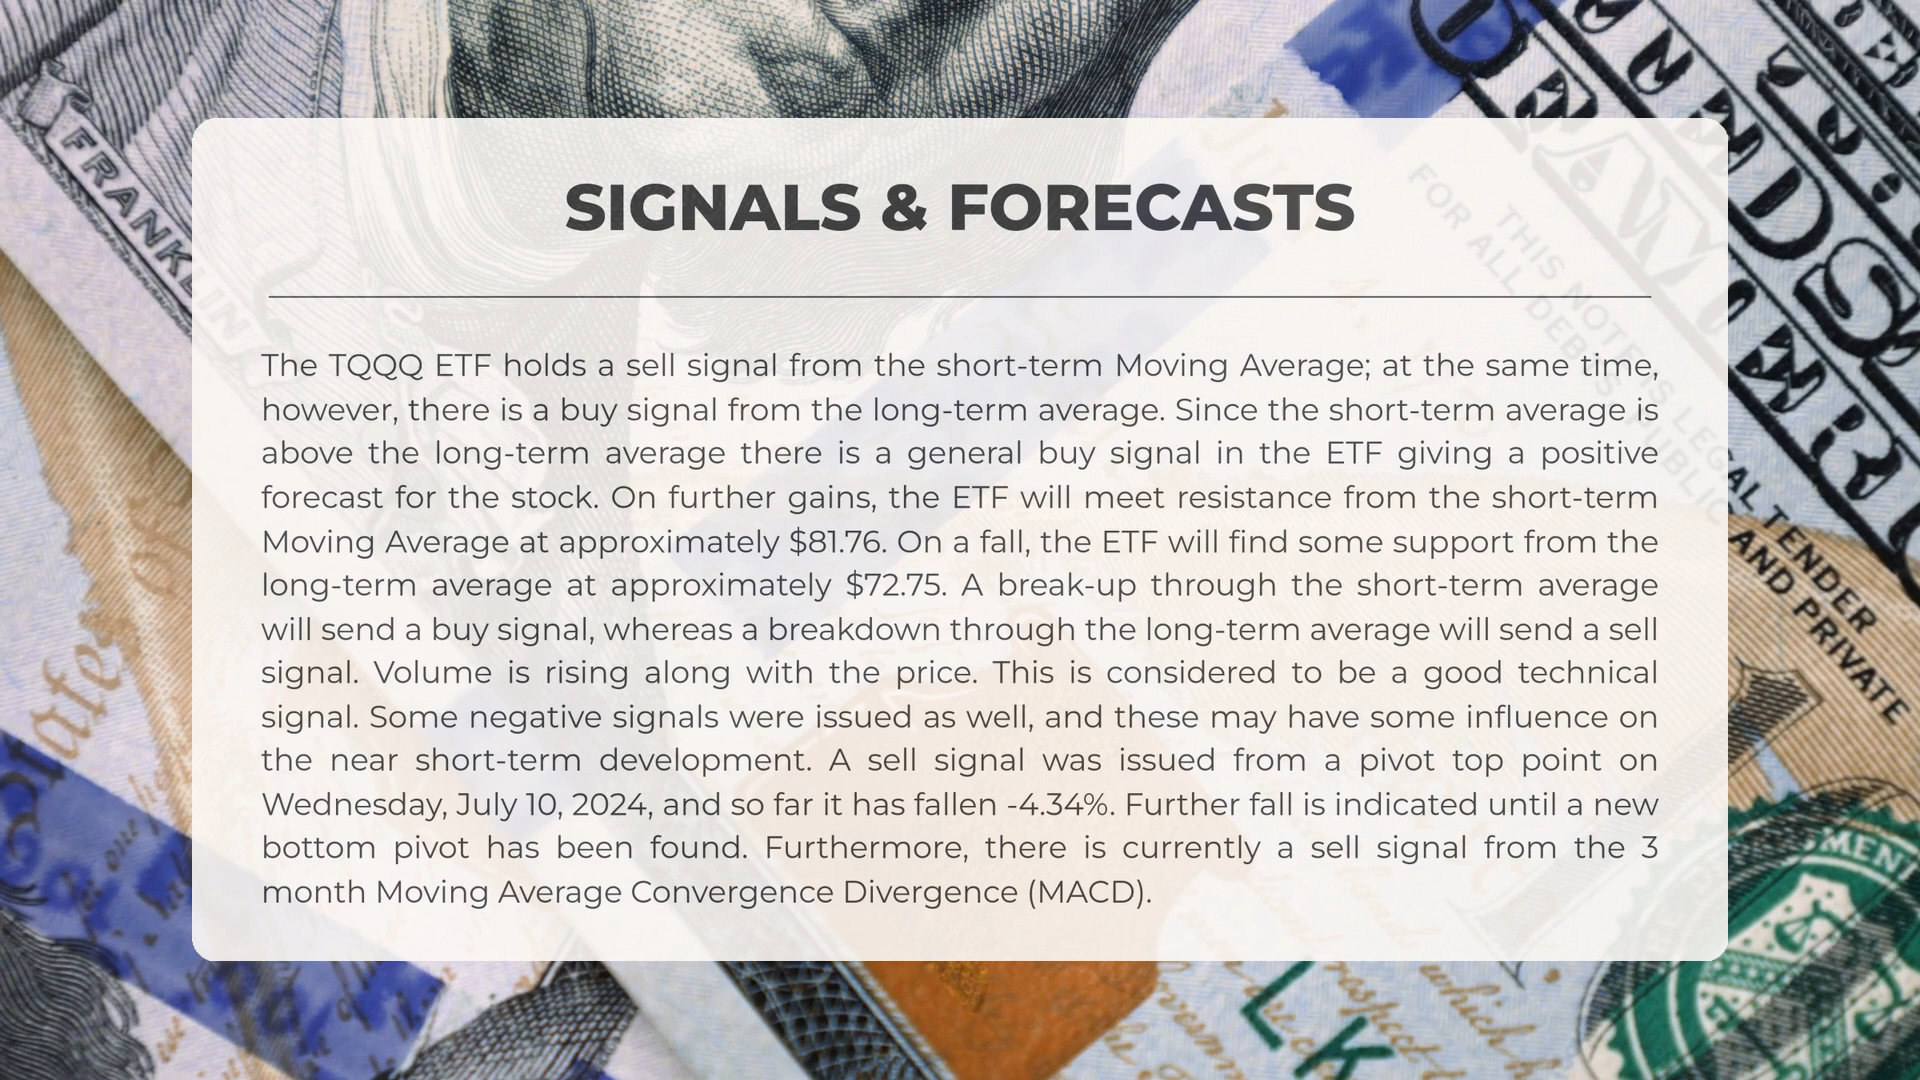 FRANKLIN
SIGNALS & FORECASTS
THIS NOTE IS LEGAL TENDER
FOR ALL DEBTS, PUBLIC AND PRIVATE
The TQQQ ETF holds a sell signal from the short-term Moving Average; at the same time,
however, there is a buy signal from the long-term average. Since the short-term average is
above the long-term average there is a general buy signal in the ETF giving a positive
forecast for the stock. On further gains, the ETF will meet resistance from the short-term
Moving Average at approximately $81.76. On a fall, the ETF will find some support from the
long-term average at approximately $72.75. A break-up through the short-term average
will send a buy signal, whereas a breakdown through the long-term average will send a sell
signal. Volume is rising along with the price. This is considered to be a good technical
signal. Some negative signals were issued as well, and these may have some influence on
the near short-term development. A sell signal was issued from a pivot top point on
Wednesday, July 10, 2024, and so far it has fallen -4.34%. Further fall is indicated until a new
bottom pivot has been found. Furthermore, there is currently a sell signal from the 3
month Moving Average Convergence Divergence (MACD).